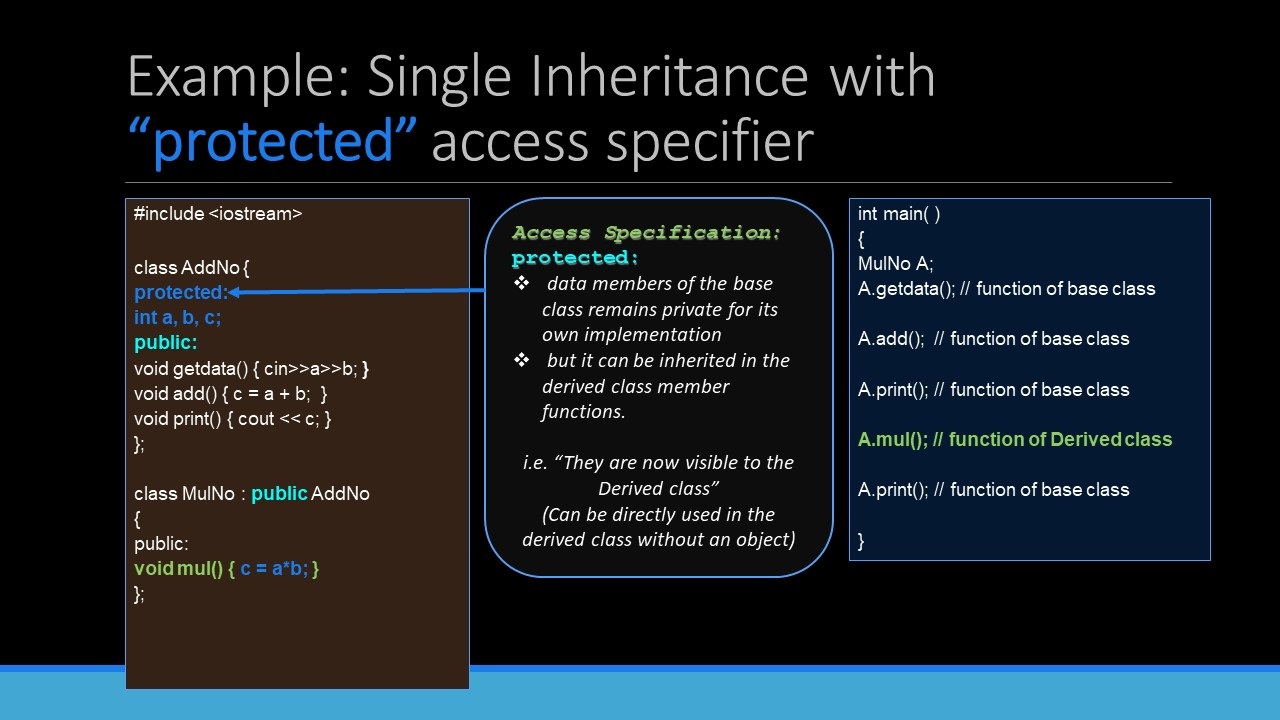 Example: Single Inheritance with
“protected” access specifier
#include <iostream>
class AddNo {
protected:
int a, b, c;
public:
void getdata() { cin>>a>>b; }
void add() { c = a + b;  }
void print() { cout << c; }
};
class MulNo : public AddNo
{
public:
void mul() { c = a*b; }
};
Access Specification:
protected:
❖ data members of the base
class remains private for its
own implementation
❖ but it can be inherited in the
derived class member
functions.
i.e. “They are now visible to the
Derived class”
(Can be directly used in the
derived class without an object)
int main( )
{
MulNo A;
A.getdata(); // function of base class
A.add();  // function of base class
A.print(); // function of base class
A.mul(); // function of Derived class
A.print(); // function of base class
}